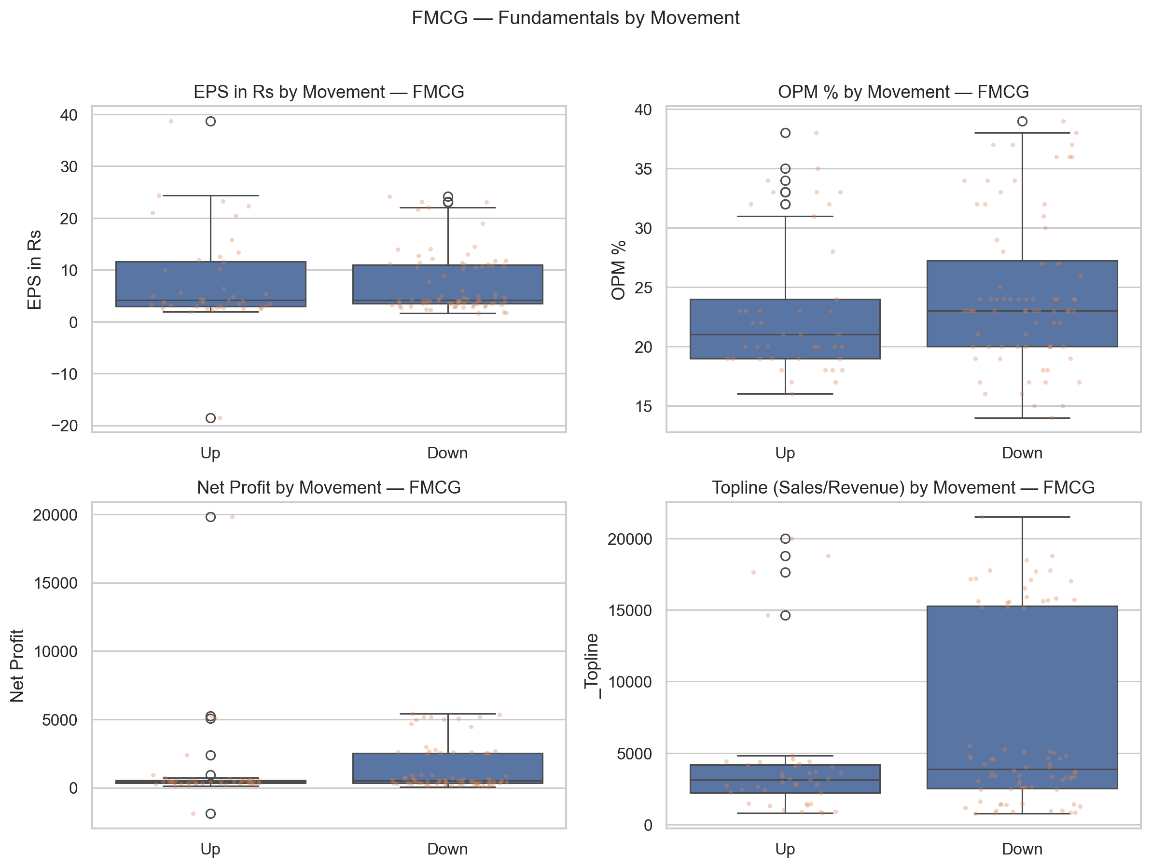 FMCG — Fundamentals by Movement
EPS in Rs by Movement — FMCG
40
30
20
10
0
−10
−20
EPS in Rs
Up
Down
OPM % by Movement — FMCG
40
35
30
25
20
15
OPM %
Up
Down
Net Profit by Movement — FMCG
20000
15000
10000
5000
0
Net Profit
Up
Down
Topline (Sales/Revenue) by Movement — FMCG
20000
15000
10000
5000
0
_Topline
Up
Down